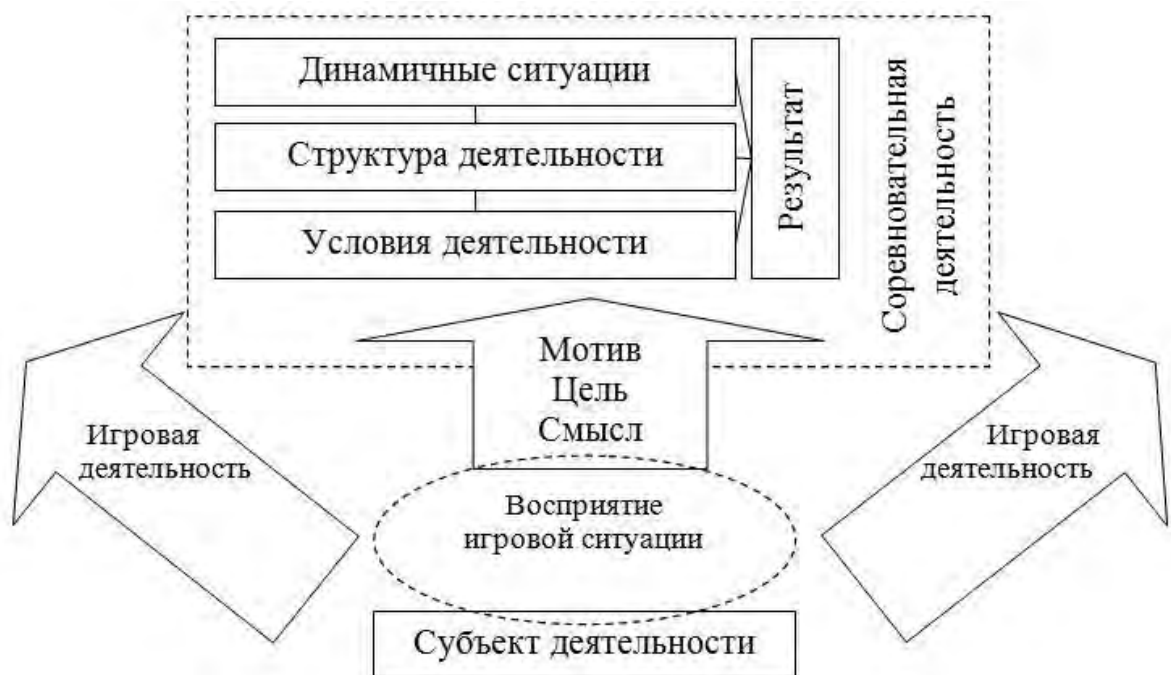 Динамичные ситуации
Структура деятельности
Условия деятельности
Результат
Соревновательная
деятельность
Мотив
Цель
Смысл
Игровая
деятельность
Игровая
деятельность
Восприятие
игровой ситуации
Субъект деятельности